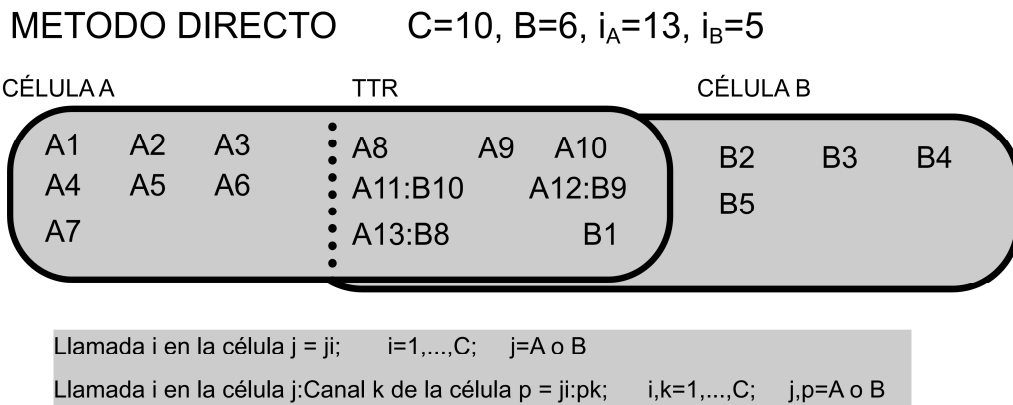 METODO DIRECTO C=10, B=6, iA=13, iB=5
CÉLULA A TTR CÉLULA B
A1 A2 A3 A8 A9 A10 B2 B3 B4
A4 A5 A6 A11:B10 A12:B9 B5
A7 A13:B8 B1
Llamada i en la célula j = ji; i=1,...,C; j=A o B
Llamada i en la célula j:Canal k de la célula p = ji:pk; i,k=1,...,C; j,p=A o B